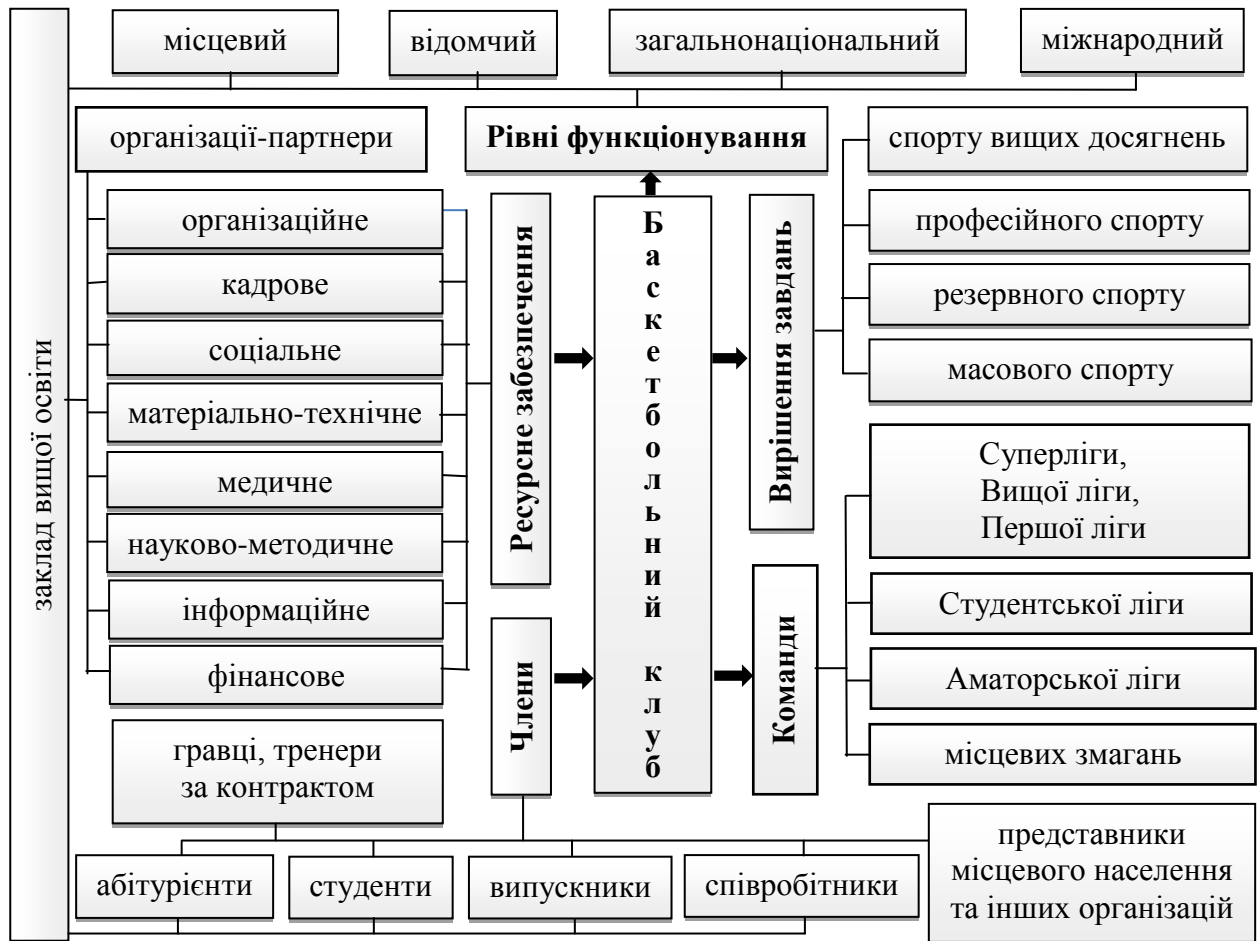 місцевий
відомчий
загальнонаціональний
міжнародний
організації-партнери
Рівні функціонування
спорту вищих досягнень
професійного спорту
резервного спорту
масового спорту
заклад вищої освіти
організаційне
кадрове
соціальне
матеріально-технічне
медичне
науково-методичне
інформаційне
фінансове
Ресурсне забезпечення
Баскетбольний клуб
Вирішення завдань
Суперліги,
Вищої ліги,
Першої ліги
Студентської ліги
Аматорської ліги
місцевих змагань
Команди
Члени
гравці, тренери
за контрактом
абітурієнти
студенти
випускники
співробітники
представники
місцевого населення
та інших організацій